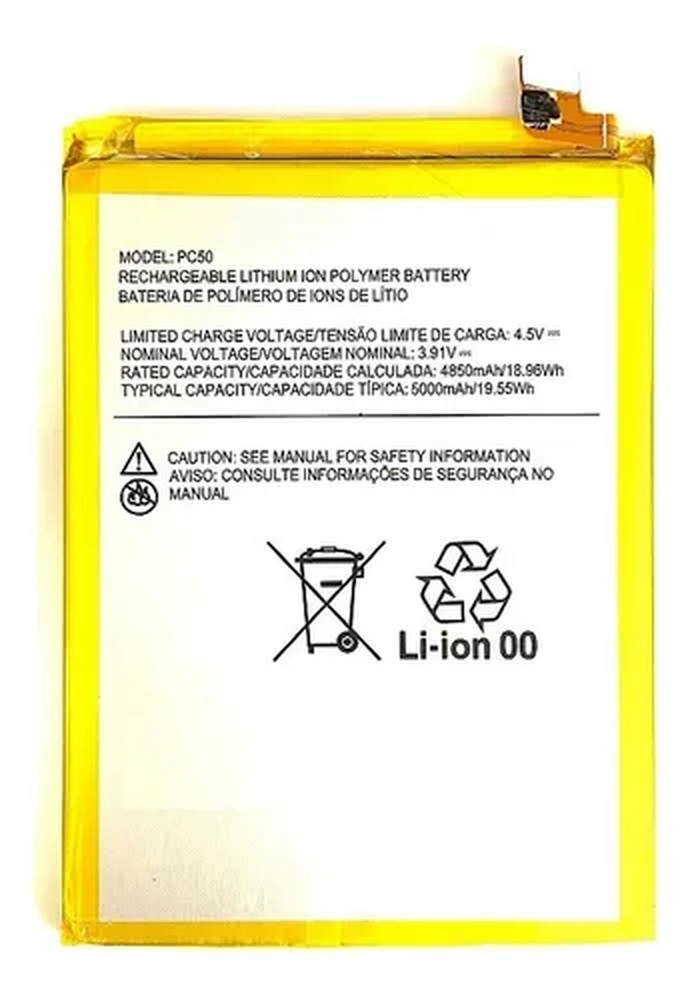 MODEL: PC50
RECHARGEABLE LITHIUM ION POLYMER BATTERY
BATERIA DE POLÍMERO DE IONS DE LÍTIO
LIMITED CHARGE VOLTAGE/TENSÃO LIMITE DE CARGA: 4.5V ⎓
NOMINAL VOLTAGE/VOLTAGEM NOMINAL: 3.91V ⎓
RATED CAPACITY/CAPACIDADE CALCULADA: 4850mAh/18.96Wh
TYPICAL CAPACITY/CAPACIDADE TÍPICA: 5000mAh/19.55Wh
CAUTION: SEE MANUAL FOR SAFETY INFORMATION
AVISO: CONSULTE INFORMAÇÕES DE SEGURANÇA NO
MANUAL
Li-ion 00